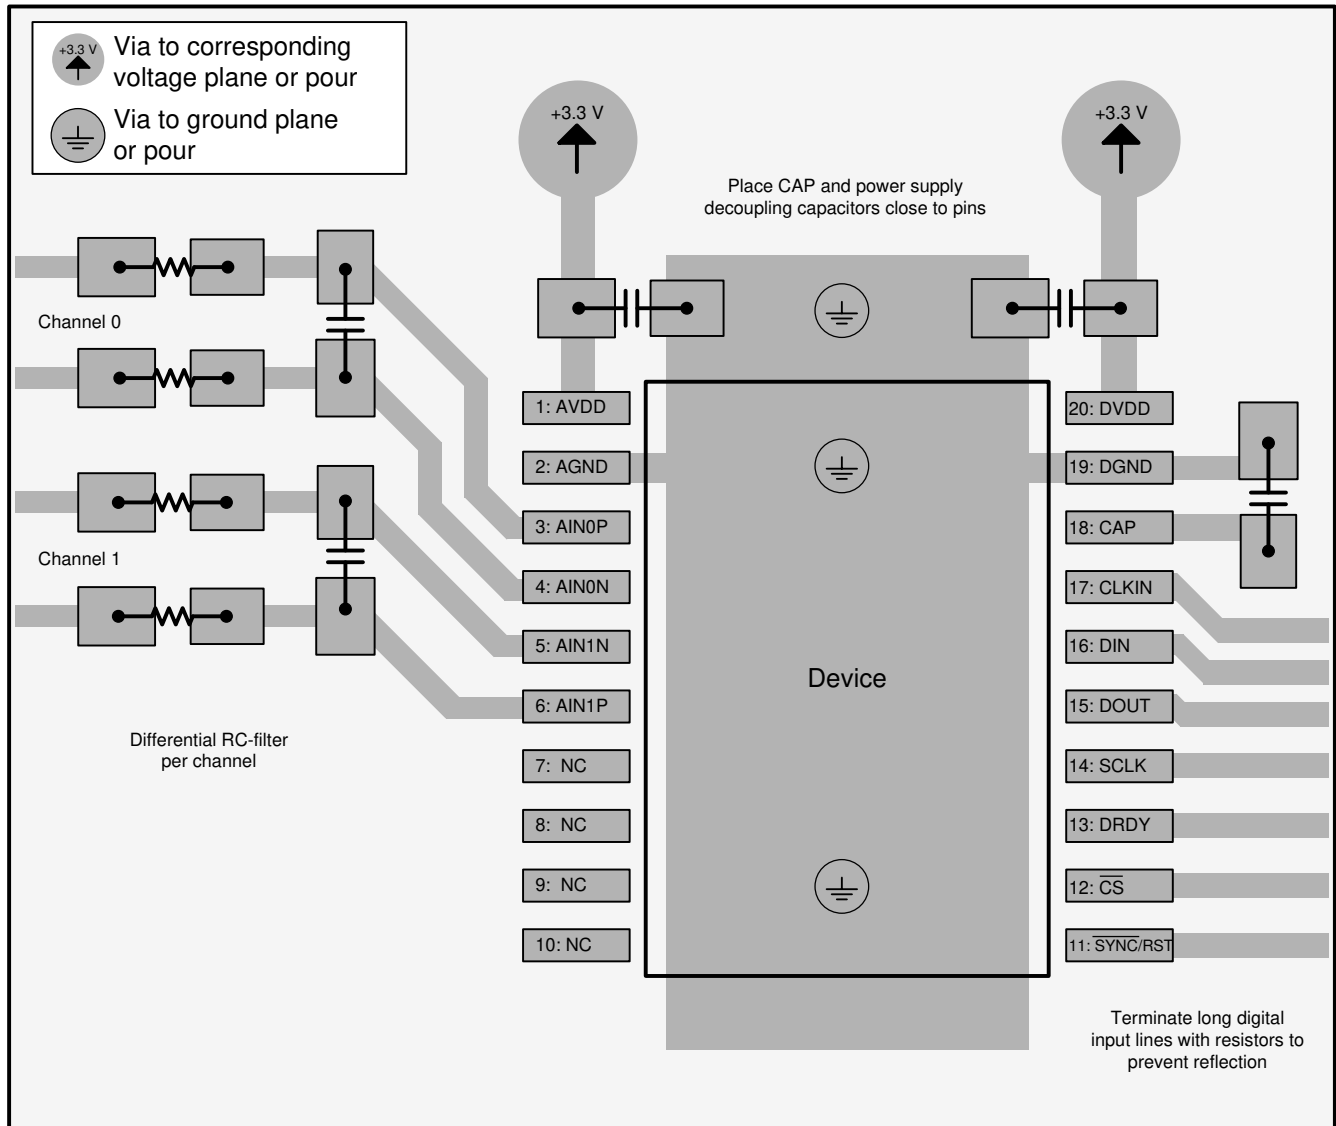 +3.3 V
Via to corresponding
voltage plane or pour
Via to ground plane
or pour
+3.3 V
+3.3 V
Place CAP and power supply
decoupling capacitors close to pins
Channel 0
Channel 1
Differential RC-filter
per channel
1: AVDD
2: AGND
3: AIN0P
4: AIN0N
5: AIN1N
6: AIN1P
7: NC
8: NC
9: NC
10: NC
Device
20: DVDD
19: DGND
18: CAP
17: CLKIN
16: DIN
15: DOUT
14: SCLK
13: DRDY
12: C̅S̅
11: S̅Y̅N̅C̅/RST
Terminate long digital
input lines with resistors to
prevent reflection